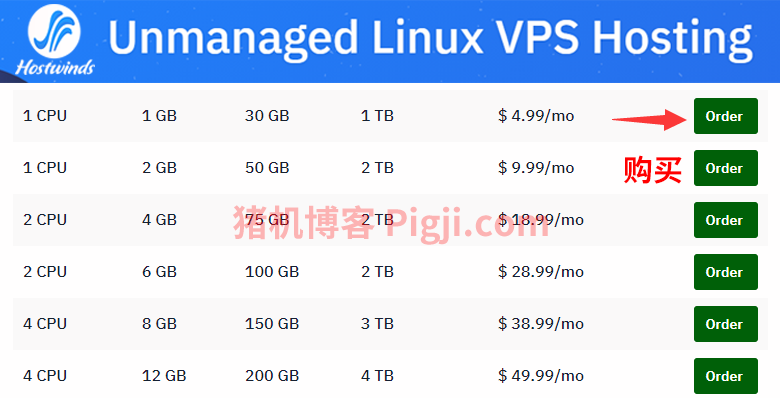 Hostwinds
Unmanaged Linux VPS Hosting
1 CPU 1 GB 30 GB 1 TB $ 4.99/mo Order
1 CPU 2 GB 50 GB 2 TB $ 9.99/mo 购买 Order
2 CPU 4 GB 75 GB 2 TB $ 18.99/mo Order
猪机博客 Pigji.com
2 CPU 6 GB 100 GB 2 TB $ 28.99/mo Order
4 CPU 8 GB 150 GB 3 TB $ 38.99/mo Order
4 CPU 12 GB 200 GB 4 TB $ 49.99/mo Order